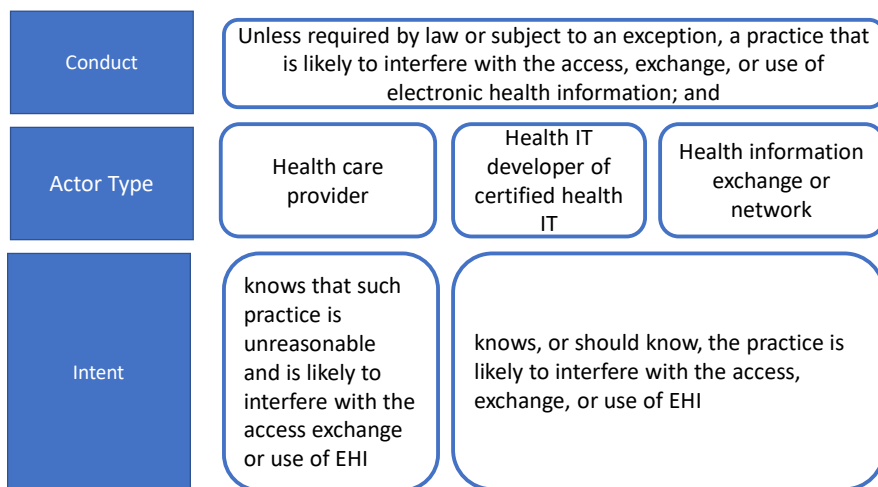 Conduct
Unless required by law or subject to an exception, a practice that
is likely to interfere with the access, exchange, or use of
electronic health information; and
Actor Type
Health care
provider
Health IT
developer of
certified health
IT
Health information
exchange or
network
Intent
knows that such
practice is
unreasonable
and is likely to
interfere with the
access exchange
or use of EHI
knows, or should know, the practice is
likely to interfere with the access,
exchange, or use of EHI